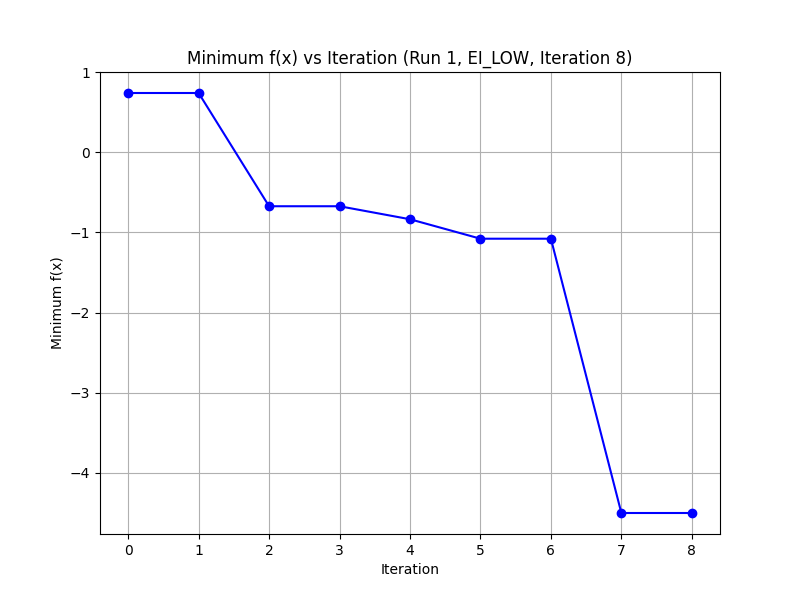 Minimum f(x) vs Iteration (Run 1, EI_LOW, Iteration 8)
1
0
−1
−2
−3
−4
Minimum f(x)
0 1 2 3 4 5 6 7 8
Iteration